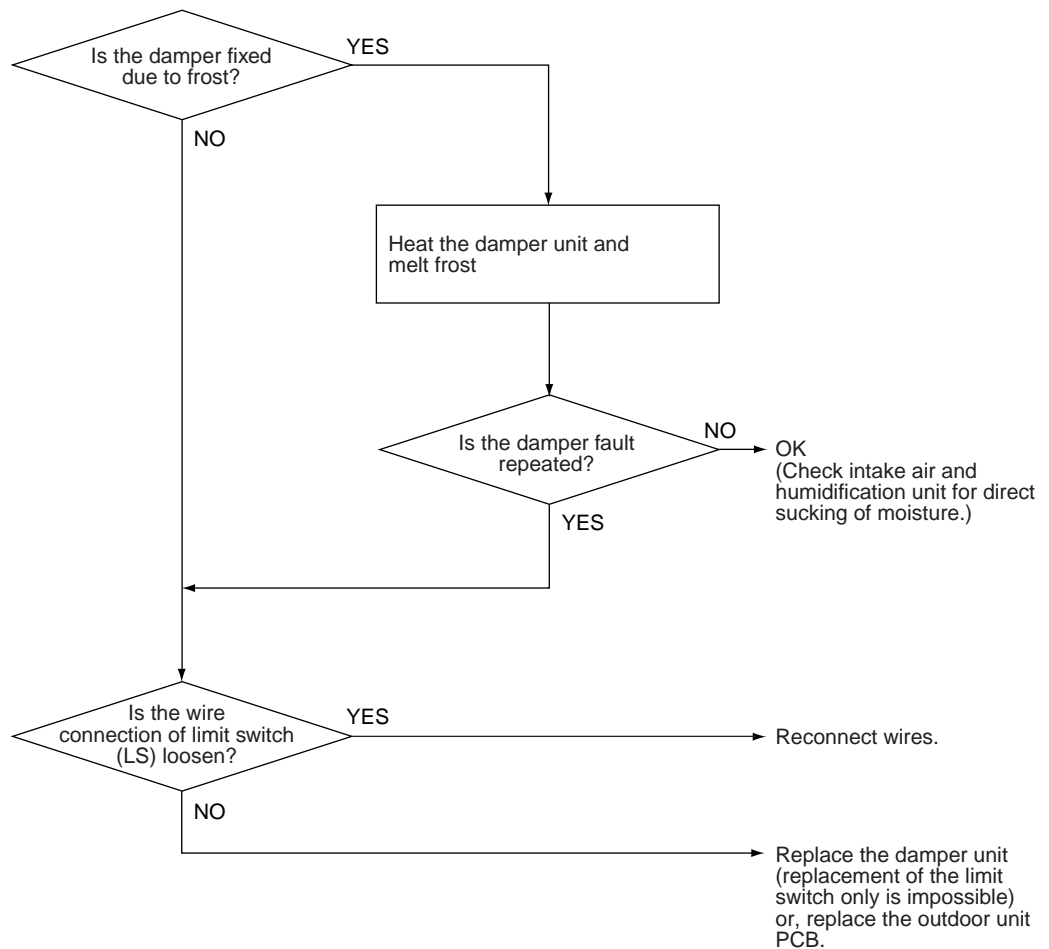 Is the damper fixed
due to frost?
YES
NO
Heat the damper unit and
melt frost
Is the damper fault
repeated?
NO
OK
(Check intake air and
humidification unit for direct
sucking of moisture.)
YES
Is the wire
connection of limit switch
(LS) loosen?
YES
Reconnect wires.
NO
Replace the damper unit
(replacement of the limit
switch only is impossible)
or, replace the outdoor unit
PCB.